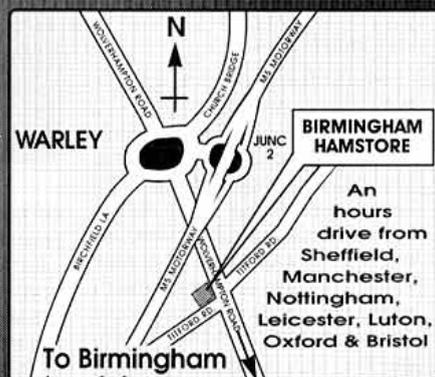 N
WOLVERHAMPTON ROAD
CHURCH BRIDGE
M5 MOTORWAY
WARLEY
JUNC
2
BIRMINGHAM
HAMSTORE
BIRCHFIELD LA
M5 MOTORWAY
WOLVERHAMPTON ROAD
TITFORD RD
TITFORD RD
An
hours
drive from
Sheffield,
Manchester,
Nottingham,
Leicester, Luton,
Oxford & Bristol
To Birmingham